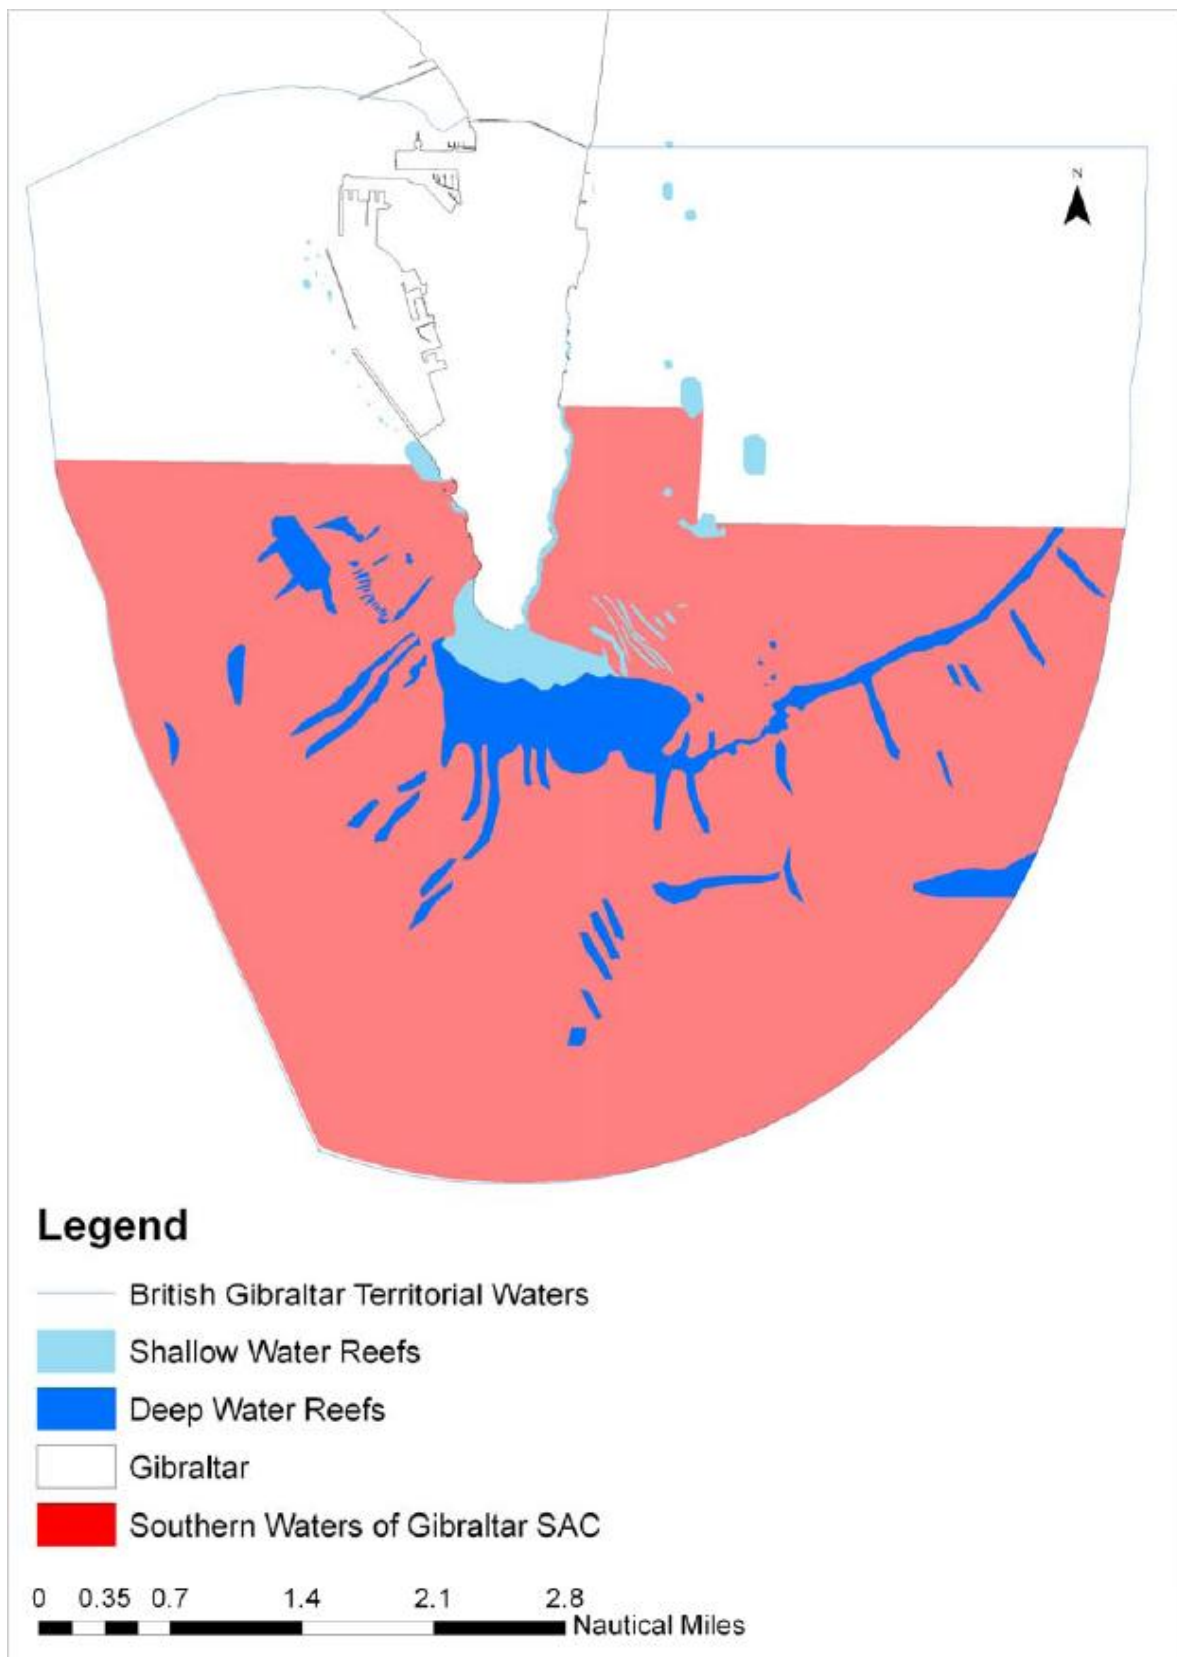 N
Legend
British Gibraltar Territorial Waters
Shallow Water Reefs
Deep Water Reefs
Gibraltar
Southern Waters of Gibraltar SAC
0 0.35 0.7 1.4 2.1 2.8
Nautical Miles